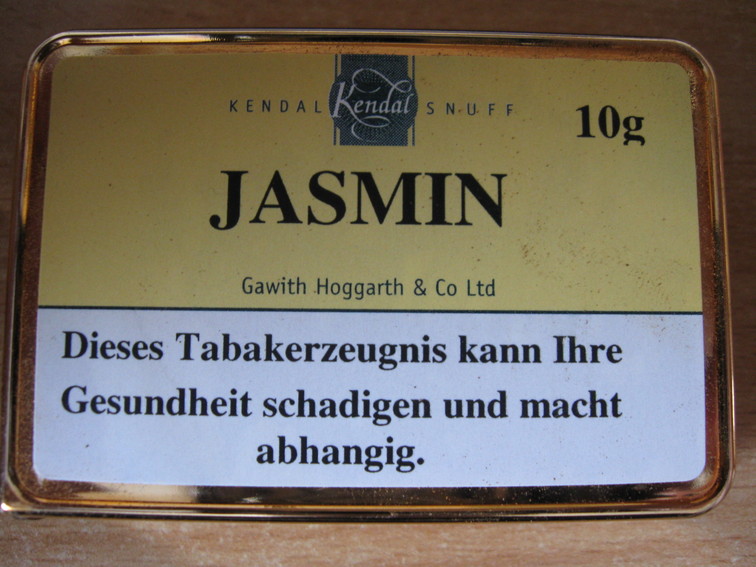 KENDAL Kendal SNUFF
10g
JASMIN
Gawith Hoggarth & Co Ltd
Dieses Tabakerzeugnis kann Ihre
Gesundheit schadigen und macht
abhangig.